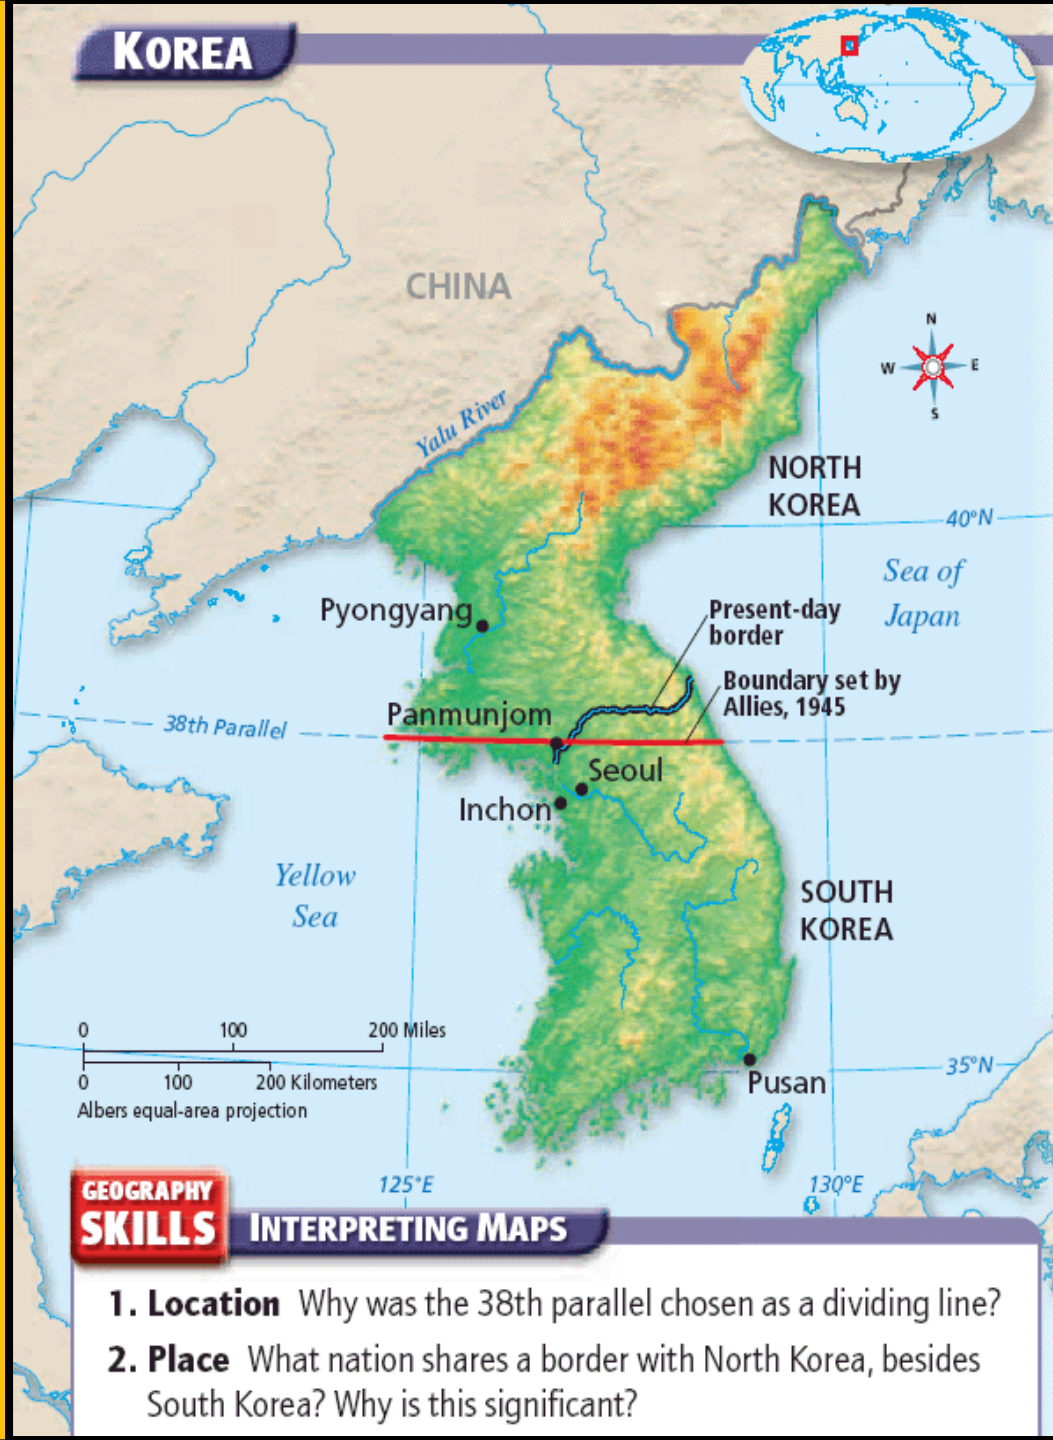 KOREA
CHINA
N
W
E
S
Yalu River
NORTH
KOREA
40°N
Sea of
Japan
Pyongyang
Present-day
border
Boundary set by
Allies, 1945
Panmunjom
38th Parallel
Seoul
Inchon
Yellow
Sea
SOUTH
KOREA
0 100 200 Miles
0 100 200 Kilometers
Albers equal-area projection
35°N
Pusan
125°E
130°E
GEOGRAPHY
SKILLS
INTERPRETING MAPS
1. Location Why was the 38th parallel chosen as a dividing line?
2. Place What nation shares a border with North Korea, besides
South Korea? Why is this significant?